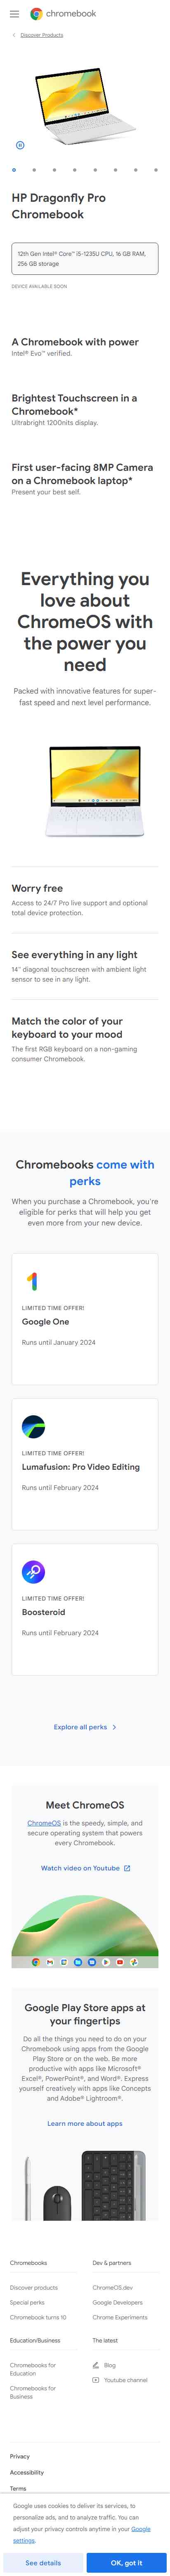 chromebook
Discover Products
HP Dragonfly Pro
Chromebook
12th Gen Intel® Core™ i5-1235U CPU, 16 GB RAM,
256 GB storage
DEVICE AVAILABLE SOON
A Chromebook with power
Intel® Evo™ verified.
Brightest Touchscreen in a
Chromebook*
Ultrabright 1200nits display.
First user-facing 8MP Camera
on a Chromebook laptop*
Present your best self.
Everything you
love about
ChromeOS with
the power you
need
Packed with innovative features for super-
fast speed and next level performance.
Worry free
Access to 24/7 Pro live support and optional
total device protection.
See everything in any light
14" diagonal touchscreen with ambient light
sensor to see in any light.
Match the color of your
keyboard to your mood
The first RGB keyboard on a non-gaming
consumer Chromebook.
Chromebooks come with
perks
When you purchase a Chromebook, you're
eligible for perks that will help you get
even more from your new device.
LIMITED TIME OFFER!
Google One
Runs until January 2024
LIMITED TIME OFFER!
Lumafusion: Pro Video Editing
Runs until February 2024
LIMITED TIME OFFER!
Boosteroid
Runs until February 2024
Explore all perks
Meet ChromeOS
ChromeOS is the speedy, simple, and
secure operating system that powers
every Chromebook.
Watch video on Youtube
Google Play Store apps at
your fingertips
Do all the things you need to do on your
Chromebook using apps from the Google
Play Store or on the web. Be more
productive with apps like Microsoft®
Excel®, PowerPoint®, and Word®. Express
yourself creatively with apps like Concepts
and Adobe® Lightroom®.
Learn more about apps
Chromebooks
Discover products
Special perks
Chromebook turns 10
Dev & partners
ChromeOS.dev
Google Developers
Chrome Experiments
Education/Business
Chromebooks for
Education
Chromebooks for
Business
The latest
Blog
Youtube channel
Privacy
Accessibility
Terms
Google uses cookies to deliver its services, to
personalize ads, and to analyze traffic. You can
adjust your privacy controls anytime in your Google
settings.
See details
OK, got it